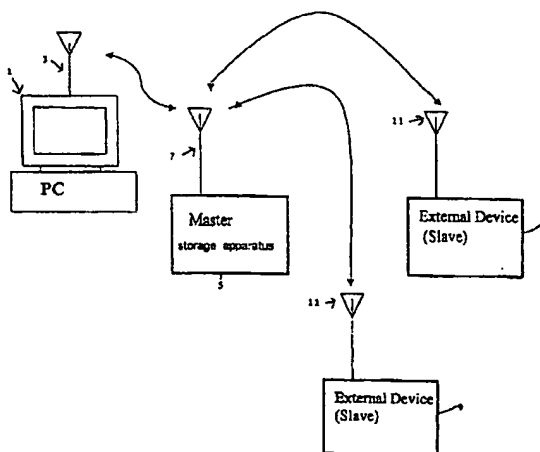 1
3
PC
7
Master
storage apparatus
5
11
External Device
(Slave)
11
External Device
(Slave)